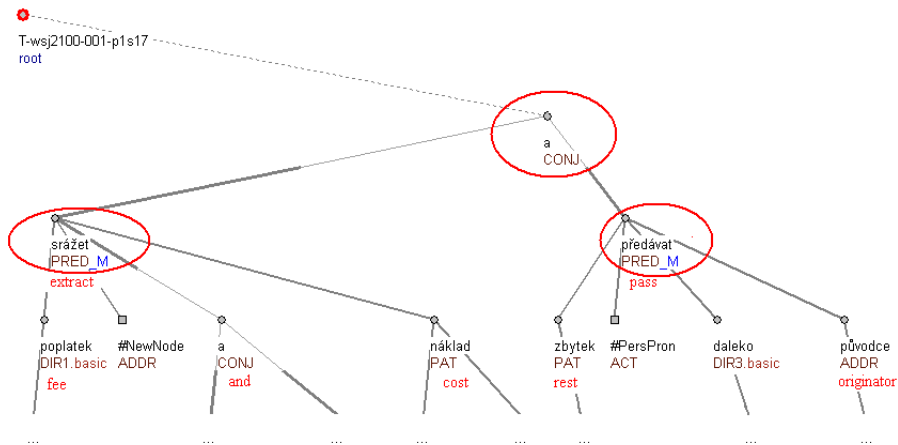 T-wsj2100-001-p1s17
root
a
CONJ
srážet
PRED_M
extract
předávat
PRED_M
pass
poplatek
DIR1.basic
fee
#NewNode
ADDR
a
CONJ
and
náklad
PAT
cost
zbytek
PAT
rest
#PersPron
ACT
daleko
DIR3.basic
původce
ADDR
originator
... ... ... ... ... ... ... ...